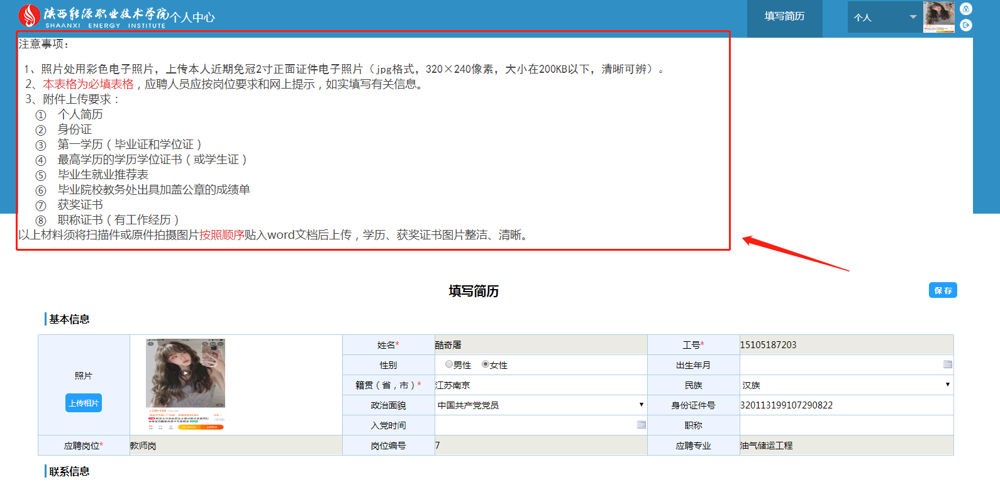 陕西能源职业技术学院个人中心
SHAANXI ENERGY INSTITUTE
填写简历
个人
注意事项：
1、照片处用彩色电子照片，上传本人近期免冠2寸正面证件电子照片（jpg格式，320×240像素，大小在200KB以下，清晰可辨）。
2、本表格为必填表格，应聘人员应按岗位要求和网上提示，如实填写有关信息。
3、附件上传要求：
① 个人简历
② 身份证
③ 第一学历（毕业证和学位证）
④ 最高学历的学历学位证书（或学生证）
⑤ 毕业生就业推荐表
⑥ 毕业院校教务处出具加盖公章的成绩单
⑦ 获奖证书
⑧ 职称证书（有工作经历）
以上材料须将扫描件或原件拍摄图片按照顺序贴入word文档后上传，学历、获奖证书图片整洁、清晰。
填写简历
保存
基本信息
照片
上传相片
姓名* 酷奇屠 工号* 15105187203
性别 男性 女性 出生年月
籍贯（省，市）* 江苏南京 民族 汉族
政治面貌 中国共产党党员 身份证件号 320113199107290822
入党时间 职称
应聘岗位* 教师岗 岗位编号 7 应聘专业 油气储运工程
联系信息